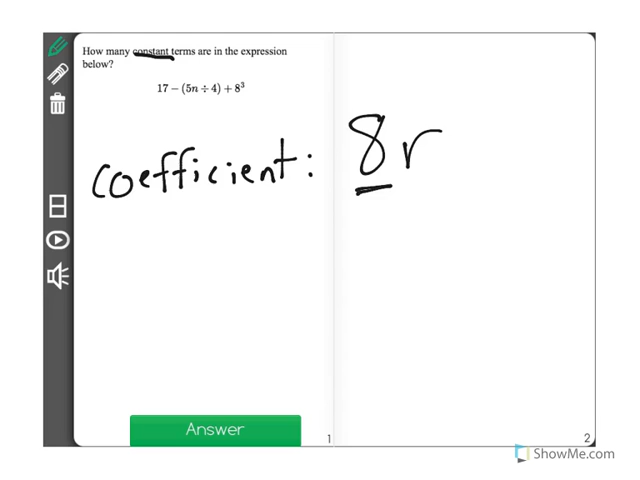 How many constant terms are in the expression
below?
17 − (5n ÷ 4) + 8³
coefficient: 8r
Answer
1
2
ShowMe.com